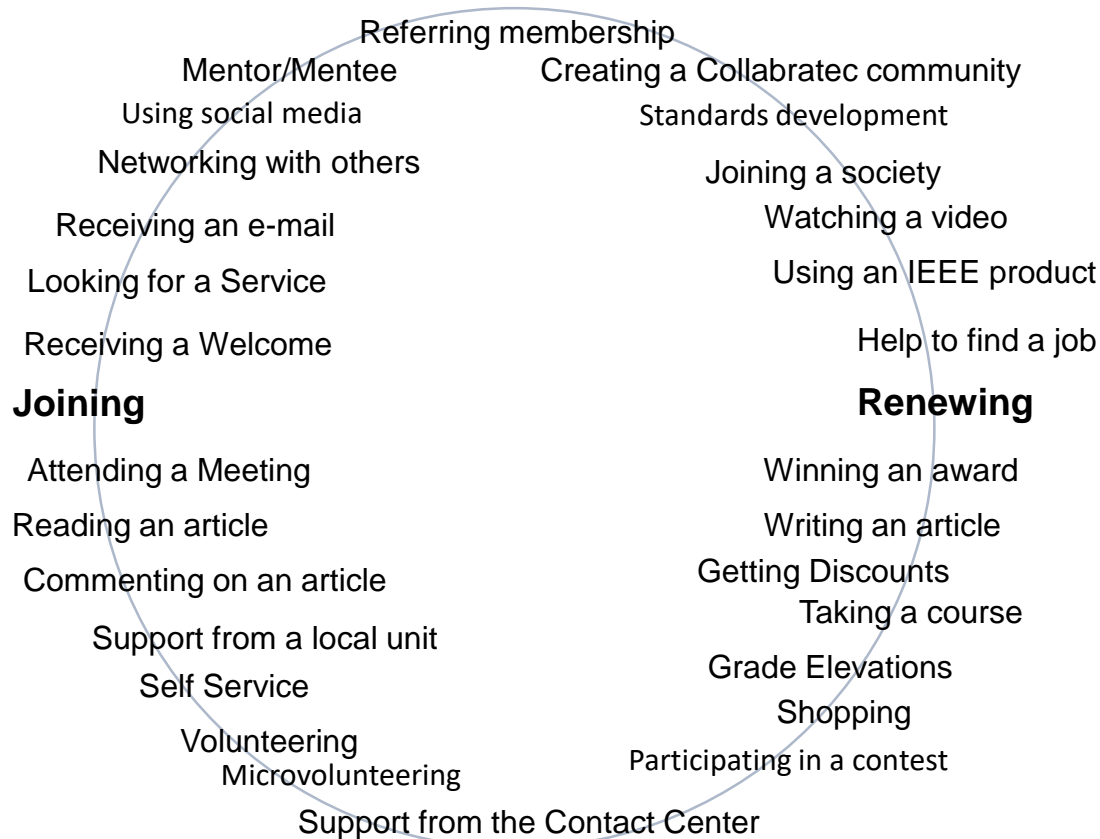 Referring membership
Mentor/Mentee
Creating a Collabratec community
Using social media
Standards development
Networking with others
Joining a society
Receiving an e-mail
Watching a video
Looking for a Service
Using an IEEE product
Receiving a Welcome
Help to find a job
Joining
Renewing
Attending a Meeting
Winning an award
Reading an article
Writing an article
Commenting on an article
Getting Discounts
Taking a course
Support from a local unit
Grade Elevations
Self Service
Shopping
Volunteering
Participating in a contest
Microvolunteering
Support from the Contact Center